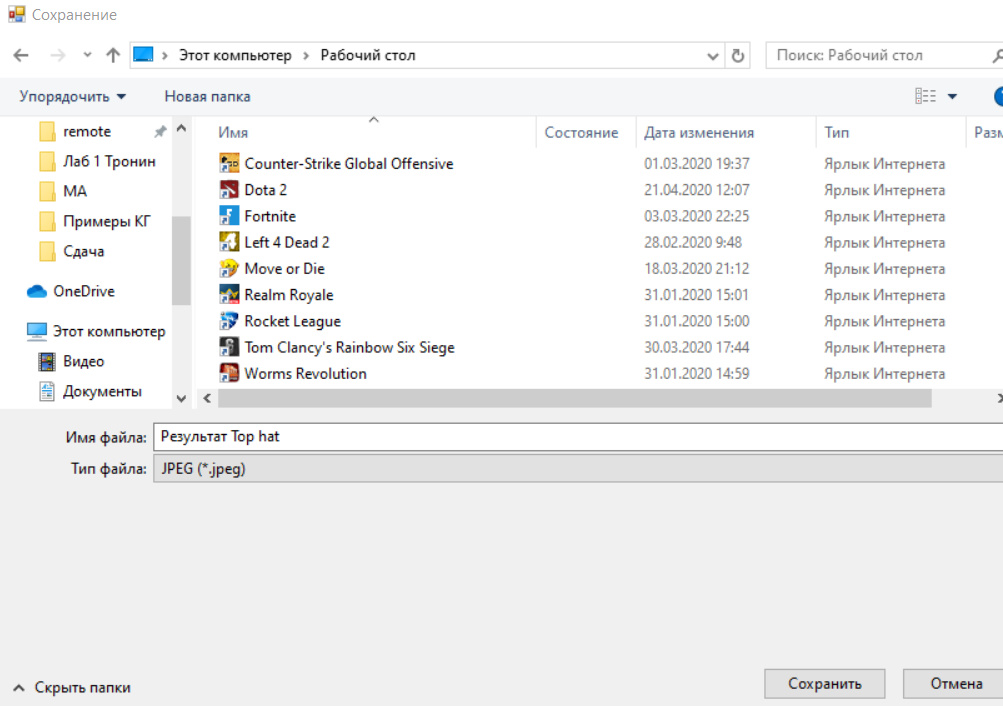 Сохранение
Этот компьютер Рабочий стол Поиск: Рабочий стол
Упорядочить Новая папка
remote
Лаб 1 Тронин
МА
Примеры КГ
Сдача
OneDrive
Этот компьютер
Видео
Документы
Имя Состояние Дата изменения Тип
Counter-Strike Global Offensive 01.03.2020 19:37 Ярлык Интернета
Dota 2 21.04.2020 12:07 Ярлык Интернета
Fortnite 03.03.2020 22:25 Ярлык Интернета
Left 4 Dead 2 28.02.2020 9:48 Ярлык Интернета
Move or Die 18.03.2020 21:12 Ярлык Интернета
Realm Royale 31.01.2020 15:01 Ярлык Интернета
Rocket League 31.01.2020 15:00 Ярлык Интернета
Tom Clancy's Rainbow Six Siege 30.03.2020 17:44 Ярлык Интернета
Worms Revolution 31.01.2020 14:59 Ярлык Интернета
Имя файла: Результат Top hat
Тип файла: JPEG (*.jpeg)
Скрыть папки Сохранить Отмена